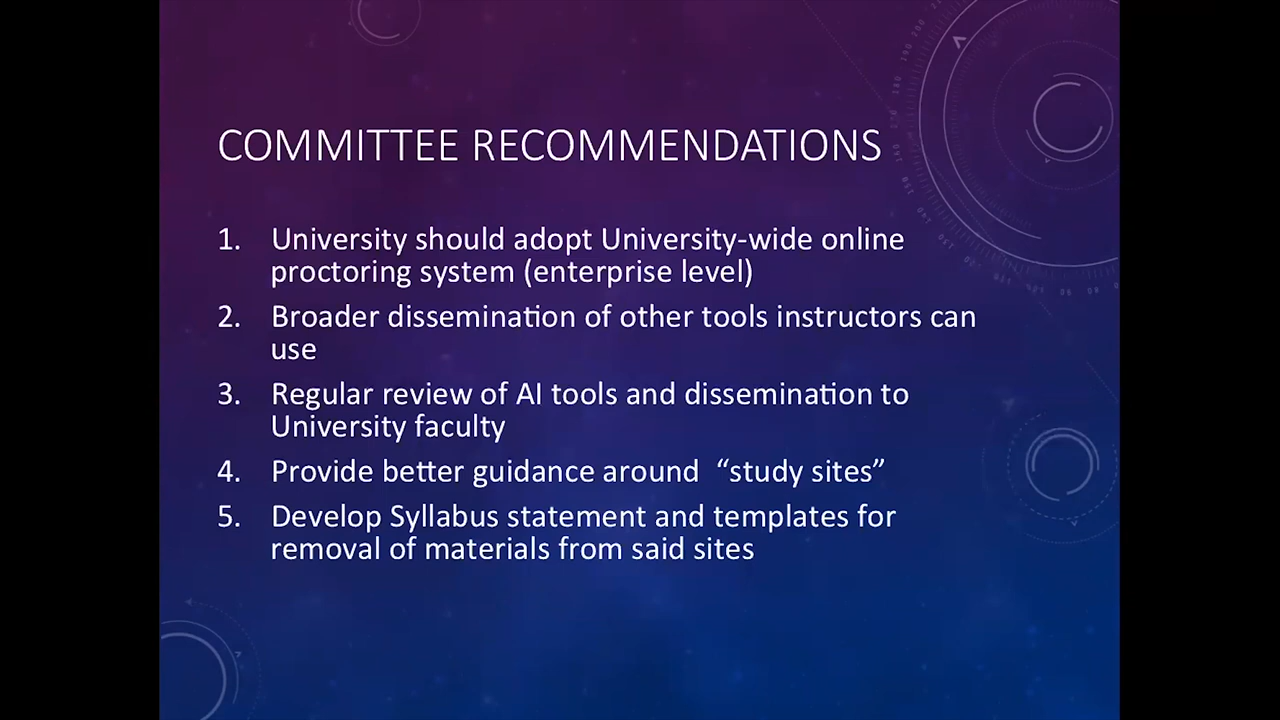 COMMITTEE RECOMMENDATIONS
1. University should adopt University-wide online
proctoring system (enterprise level)
2. Broader dissemination of other tools instructors can
use
3. Regular review of AI tools and dissemination to
University faculty
4. Provide better guidance around “study sites”
5. Develop Syllabus statement and templates for
removal of materials from said sites